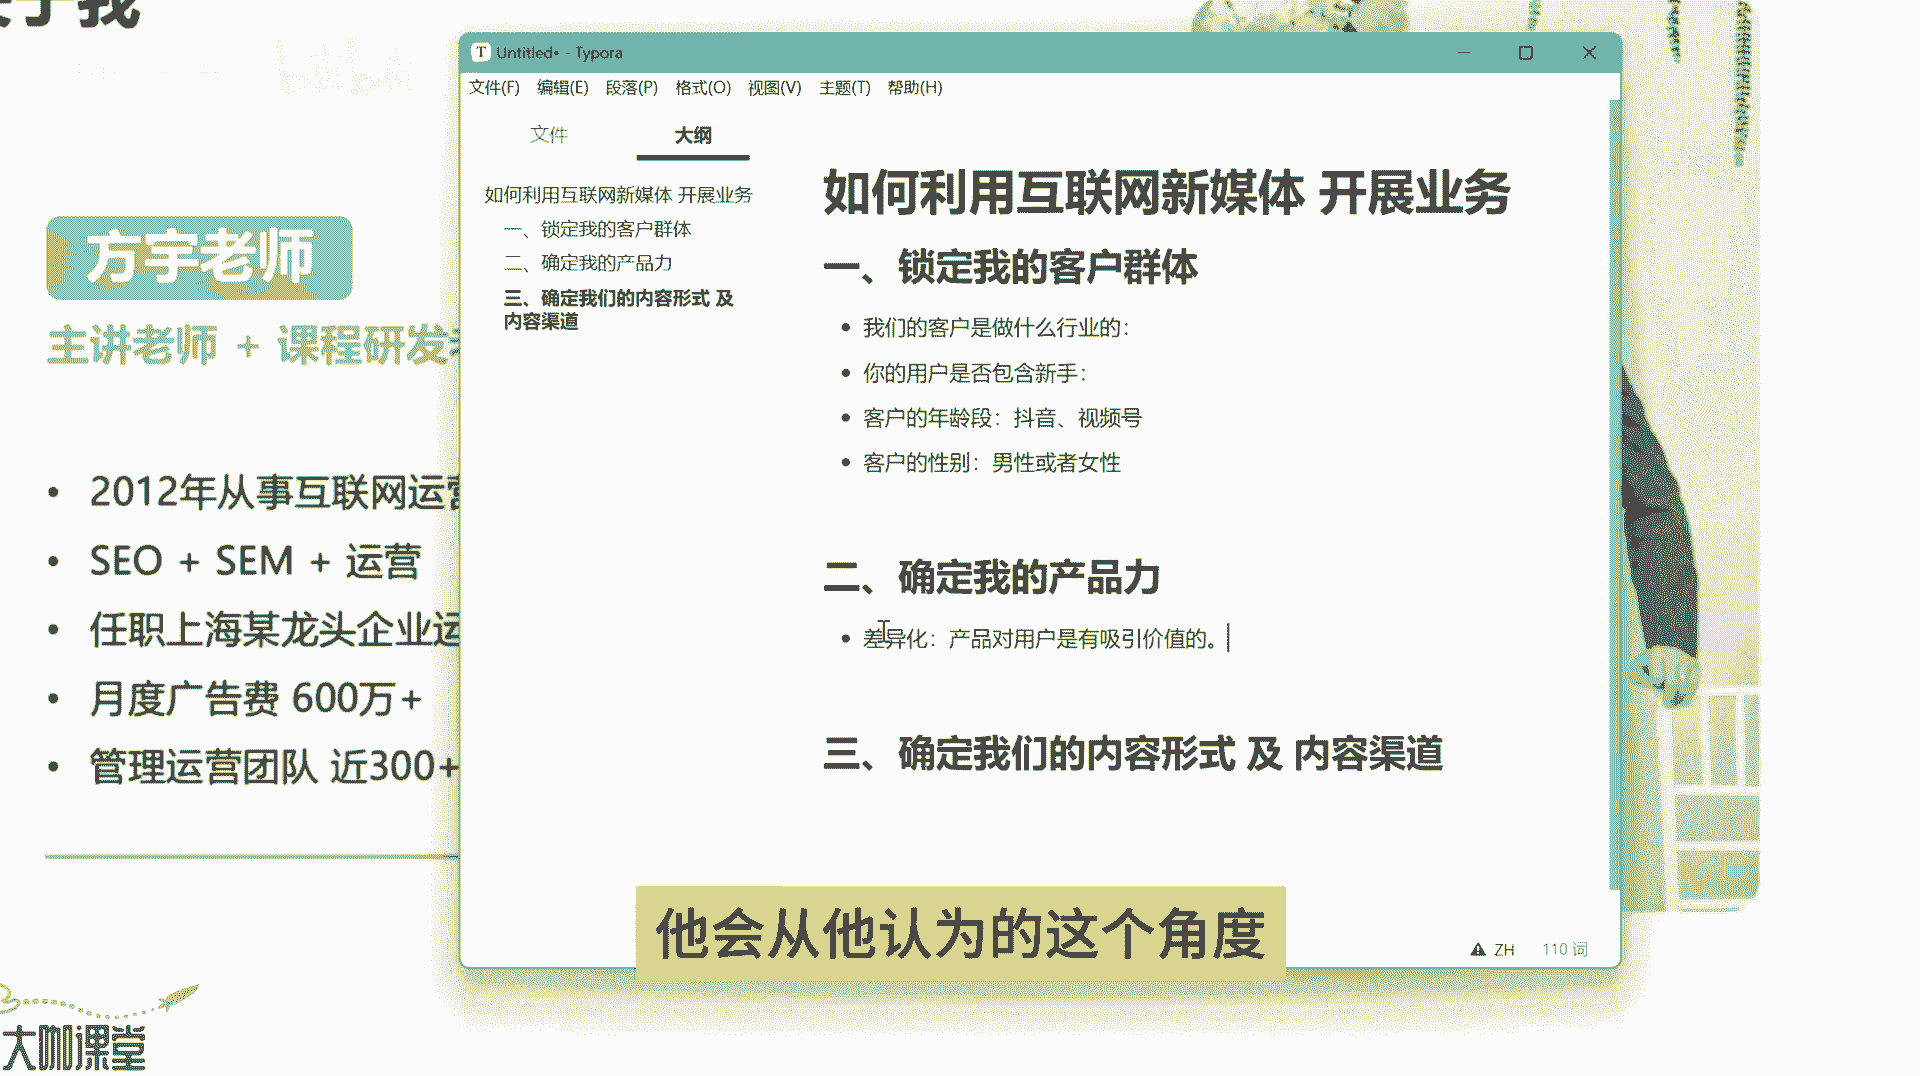 方宇老师
主讲老师 + 课程研发
• 2012年从事互联网运营
• SEO + SEM + 运营
• 任职上海某龙头企业运
• 月度广告费 600万+
• 管理运营团队 近300+
大咖课堂
Untitled• - Typora
文件(F) 编辑(E) 段落(P) 格式(O) 视图(V) 主题(T) 帮助(H)
文件 大纲
如何利用互联网新媒体 开展业务
一、锁定我的客户群体
二、确定我的产品力
三、确定我们的内容形式 及
内容渠道
如何利用互联网新媒体 开展业务
一、锁定我的客户群体
• 我们的客户是做什么行业的：
• 你的用户是否包含新手：
• 客户的年龄段：抖音、视频号
• 客户的性别：男性或者女性
二、确定我的产品力
• 差异化：产品对用户是有吸引价值的。
三、确定我们的内容形式 及 内容渠道
他会从他认为的这个角度
ZH 110 词